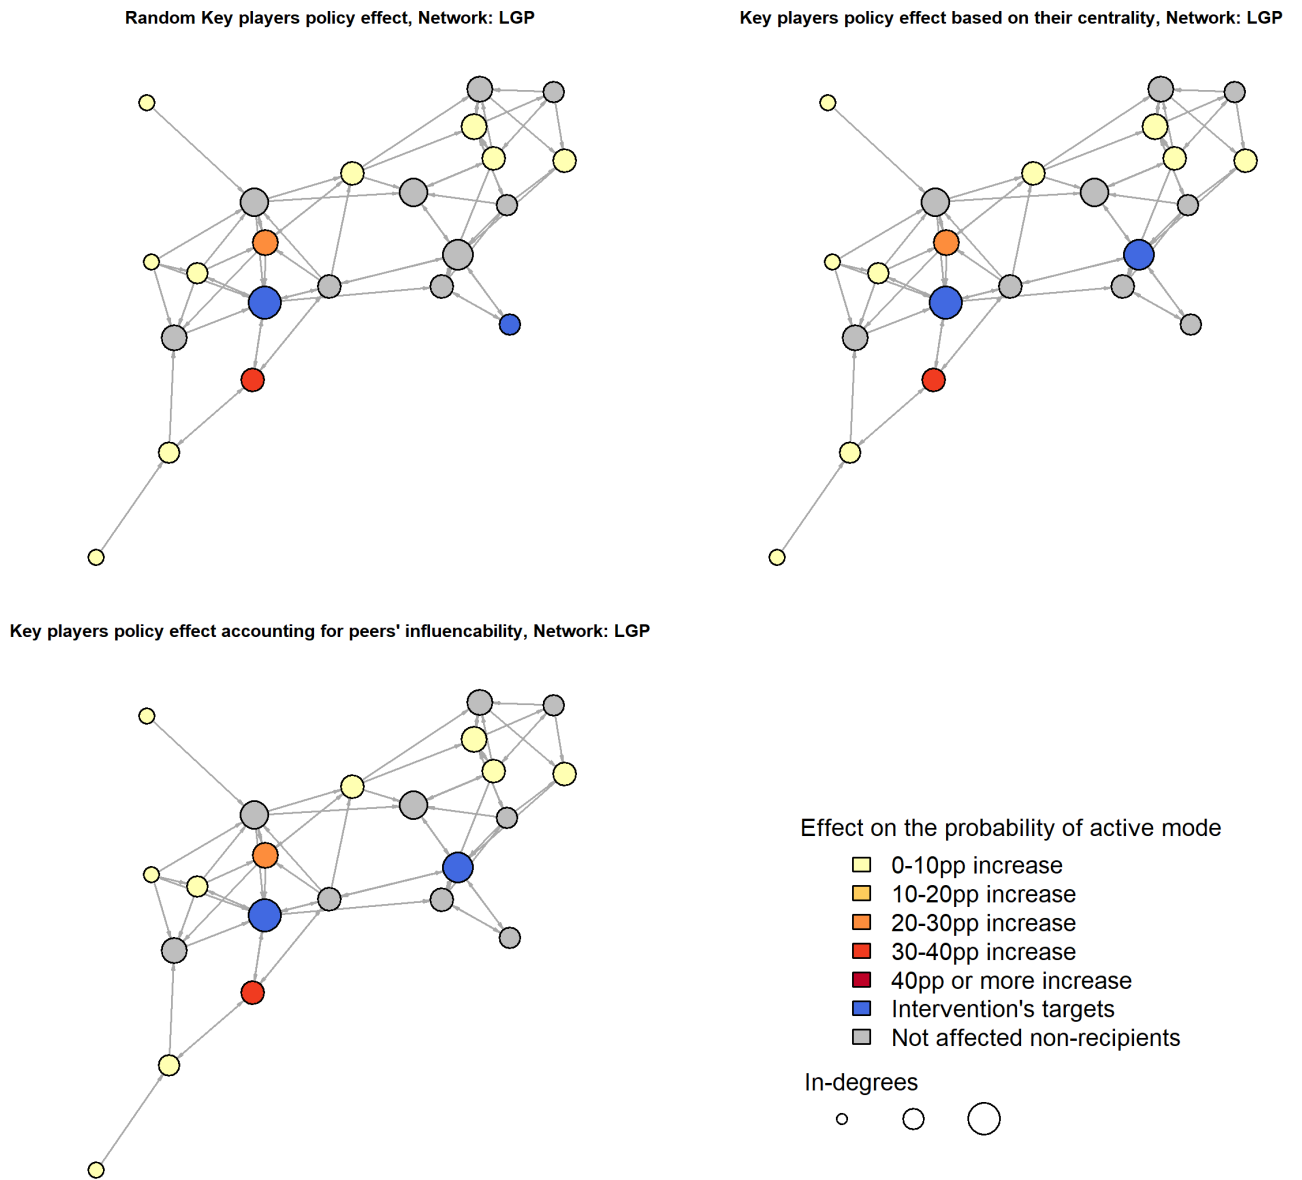 Random Key players policy effect, Network: LGP
Key players policy effect based on their centrality, Network: LGP
Key players policy effect accounting for peers' influencability, Network: LGP
Effect on the probability of active mode
0-10pp increase
10-20pp increase
20-30pp increase
30-40pp increase
40pp or more increase
Intervention's targets
Not affected non-recipients
In-degrees